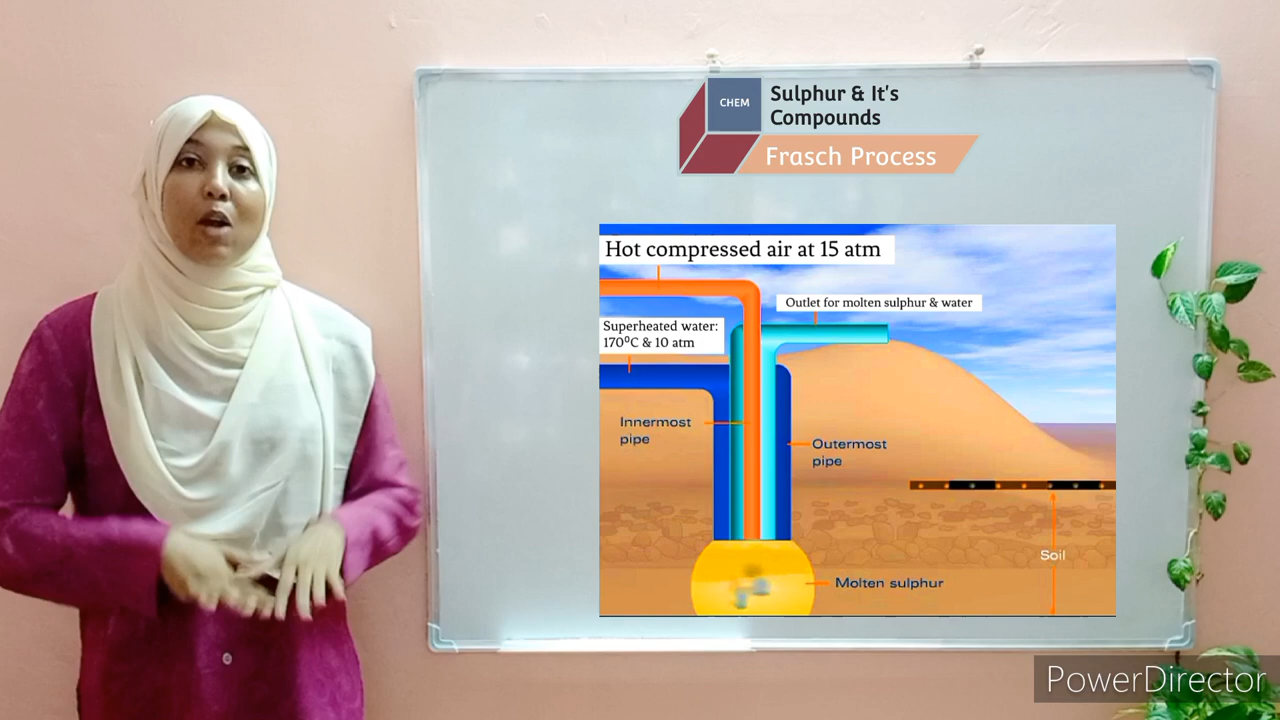 CHEM
Sulphur & It's
Compounds
Frasch Process
Hot compressed air at 15 atm
Outlet for molten sulphur & water
Superheated water:
170⁰C & 10 atm
Innermost
pipe
Outermost
pipe
Soil
Molten sulphur
PowerDirector